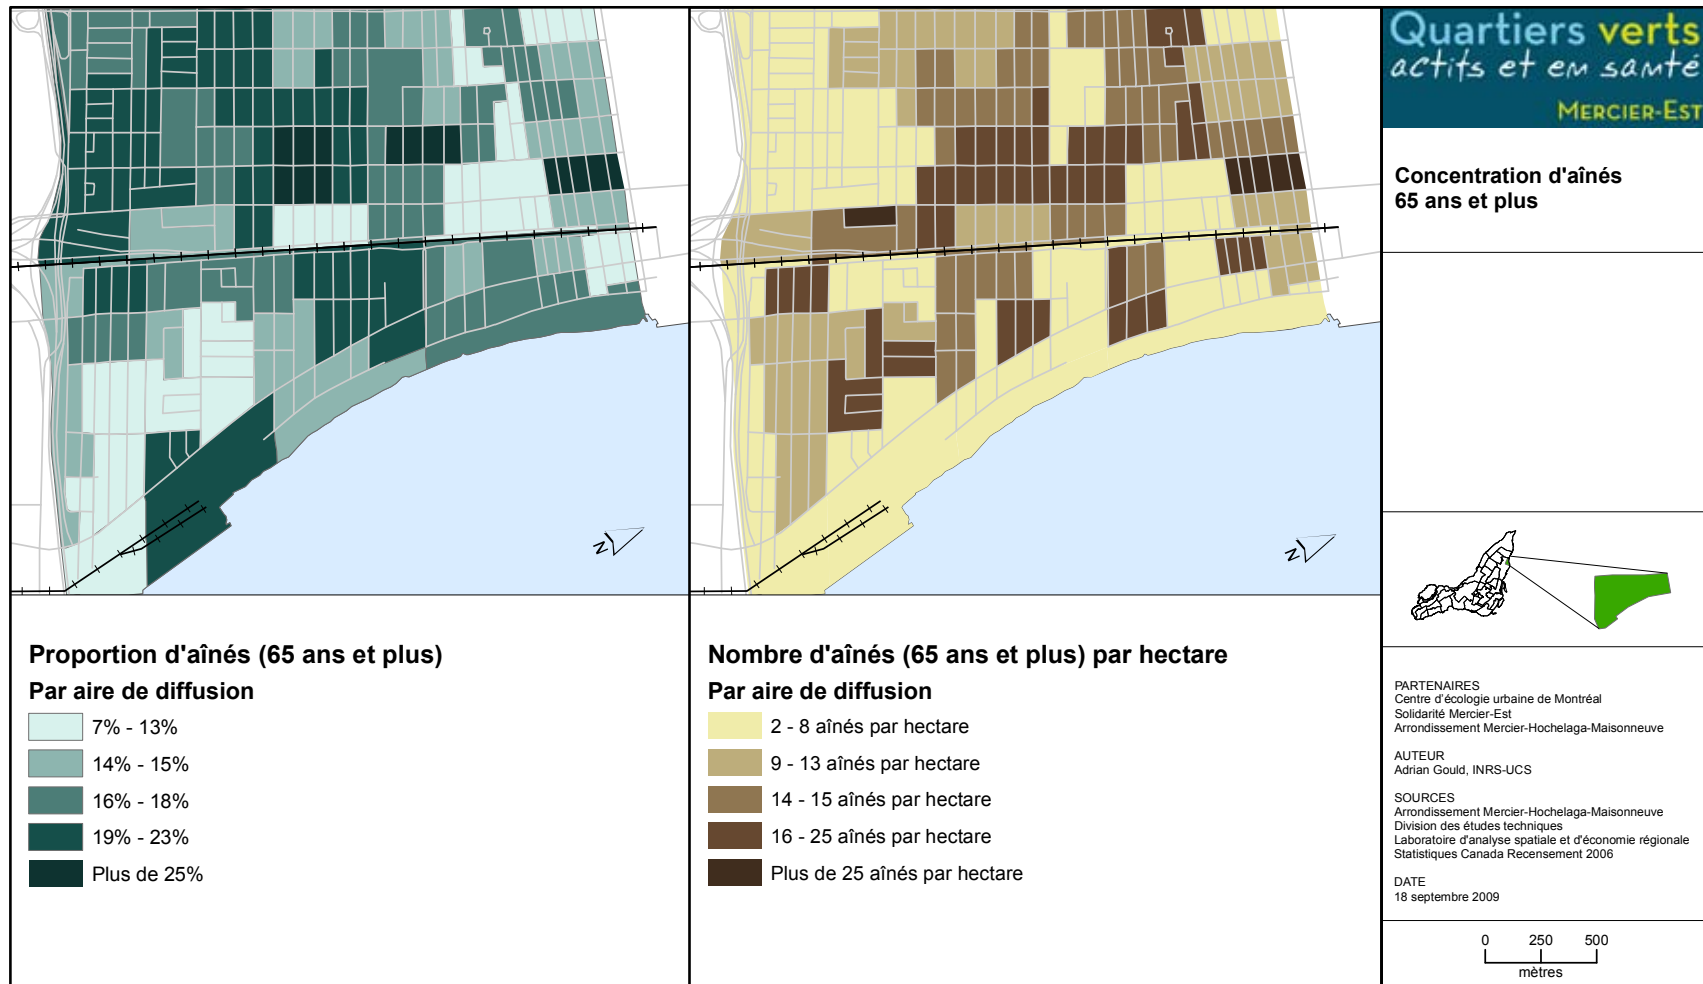 Quartiers verts
actifs et en santé
MERCIER-EST
Concentration d'aînés
65 ans et plus
N
N
Proportion d'aînés (65 ans et plus)
Par aire de diffusion
7% - 13%
14% - 15%
16% - 18%
19% - 23%
Plus de 25%
Nombre d'aînés (65 ans et plus) par hectare
Par aire de diffusion
2 - 8 aînés par hectare
9 - 13 aînés par hectare
14 - 15 aînés par hectare
16 - 25 aînés par hectare
Plus de 25 aînés par hectare
PARTENAIRES
Centre d'écologie urbaine de Montréal
Solidarité Mercier-Est
Arrondissement Mercier-Hochelaga-Maisonneuve
AUTEUR
Adrian Gould, INRS-UCS
SOURCES
Arrondissement Mercier-Hochelaga-Maisonneuve
Division des études techniques
Laboratoire d'analyse spatiale et d'économie régionale
Statistiques Canada Recensement 2006
DATE
18 septembre 2009
0 250 500
mètres